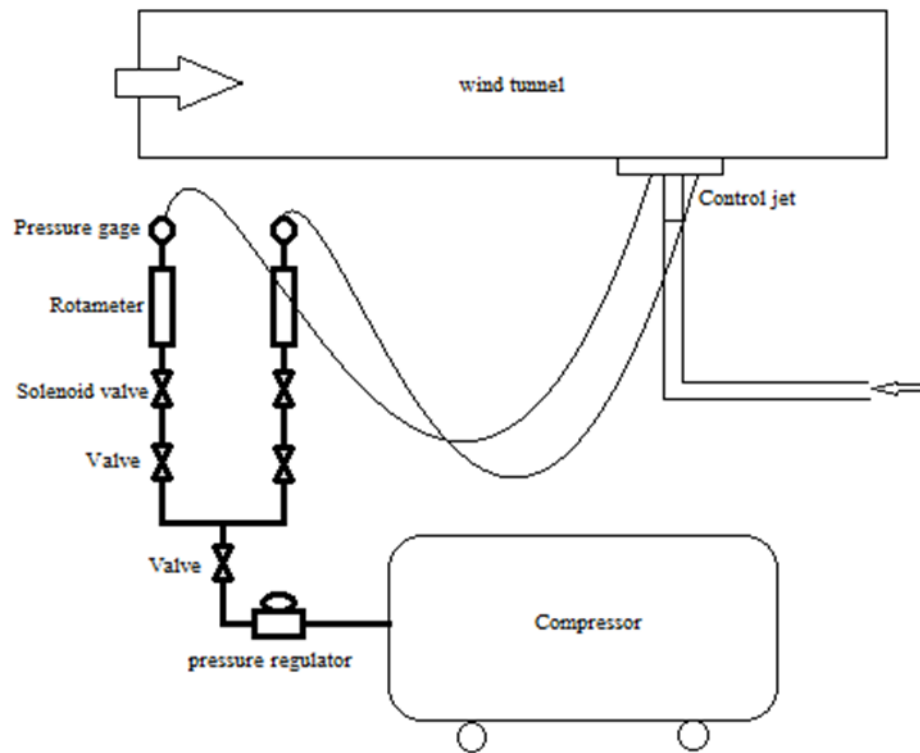 wind tunnel
Control jet
Pressure gage
Rotameter
Solenoid valve
Valve
Valve
Compressor
pressure regulator